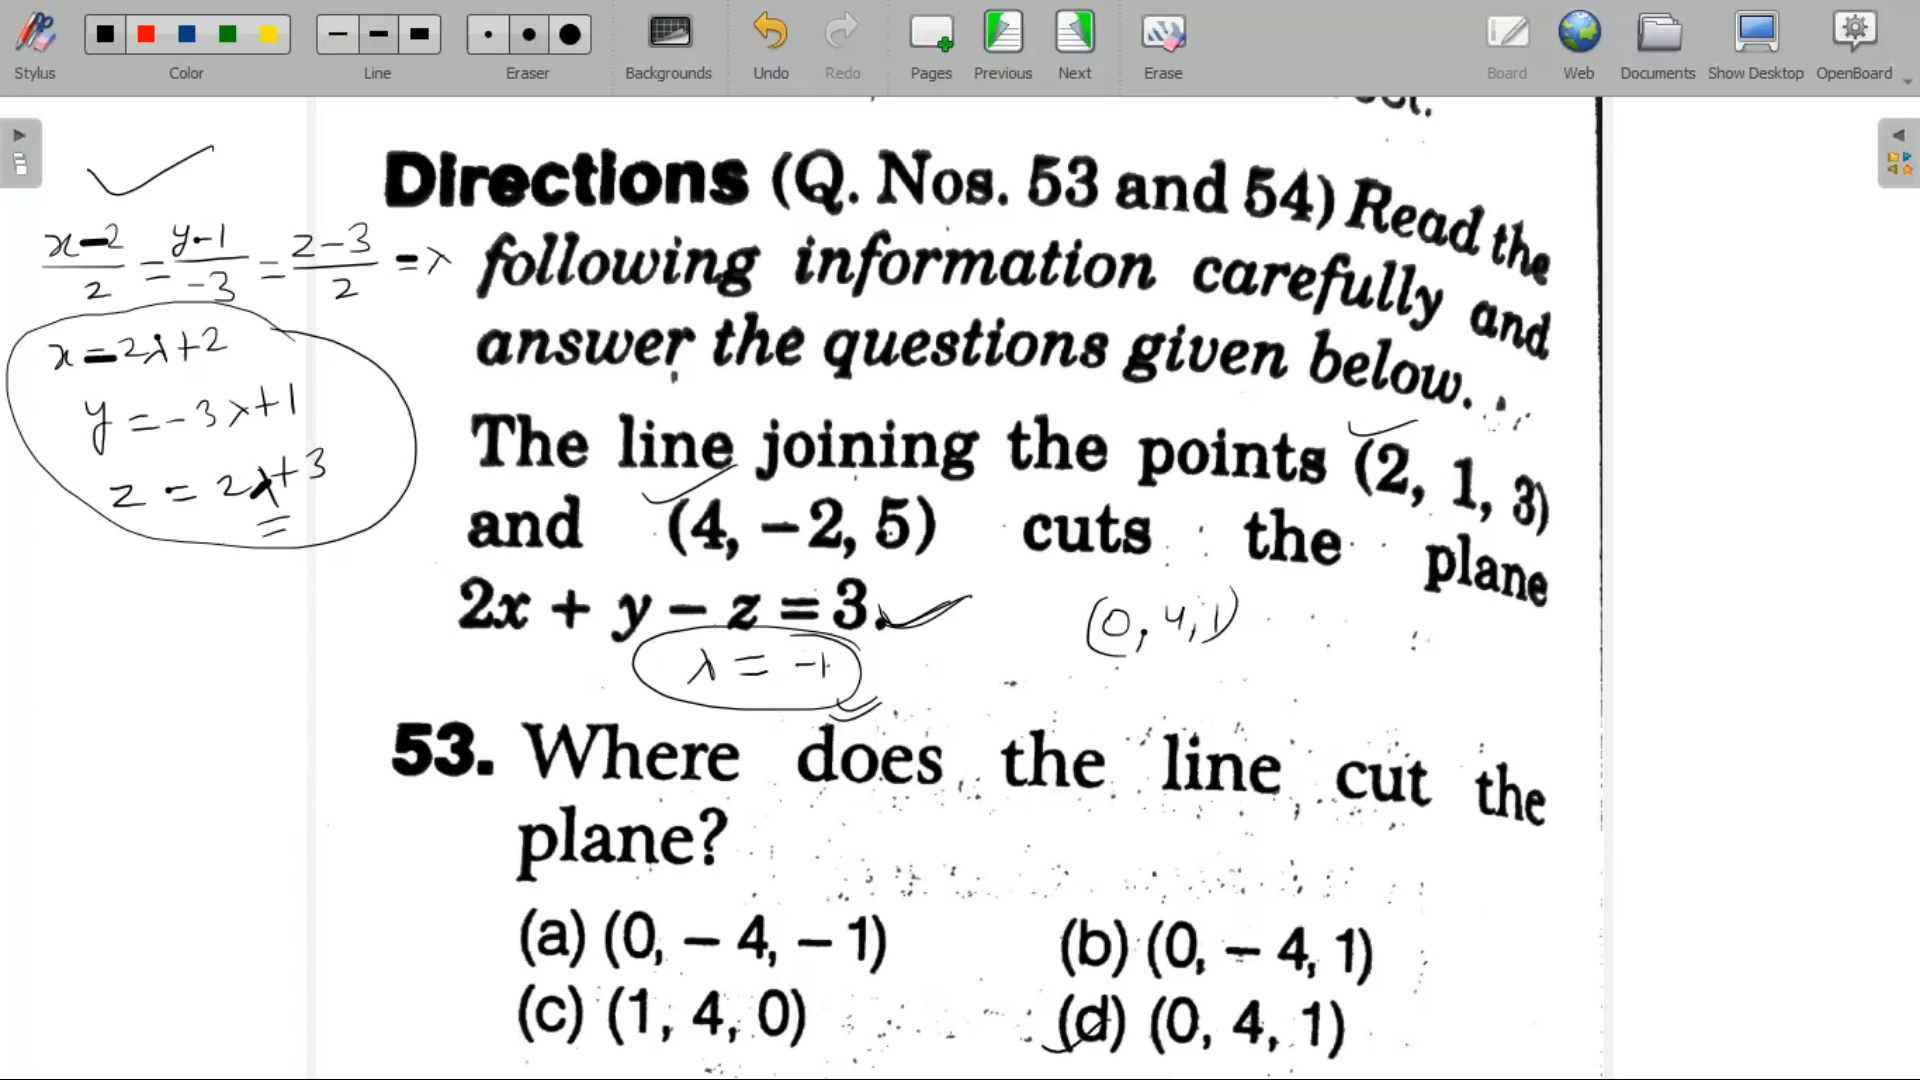 Stylus Color Line Eraser Backgrounds Undo Redo Pages Previous Next Erase Board Web Documents Show Desktop OpenBoard
Directions (Q. Nos. 53 and 54) Read the
following information carefully and
answer the questions given below.
The line joining the points (2, 1, 3)
and (4, −2, 5) cuts the plane
2x + y − z = 3.
x−2/2 = y−1/−3 = z−3/2 = λ
x = 2λ+2
y = −3λ+1
z = 2λ+3
(0, 4, 1)
λ = −1
53. Where does the line cut the
plane?
(a) (0, − 4, − 1) (b) (0, − 4, 1)
(c) (1, 4, 0) (d) (0, 4, 1)